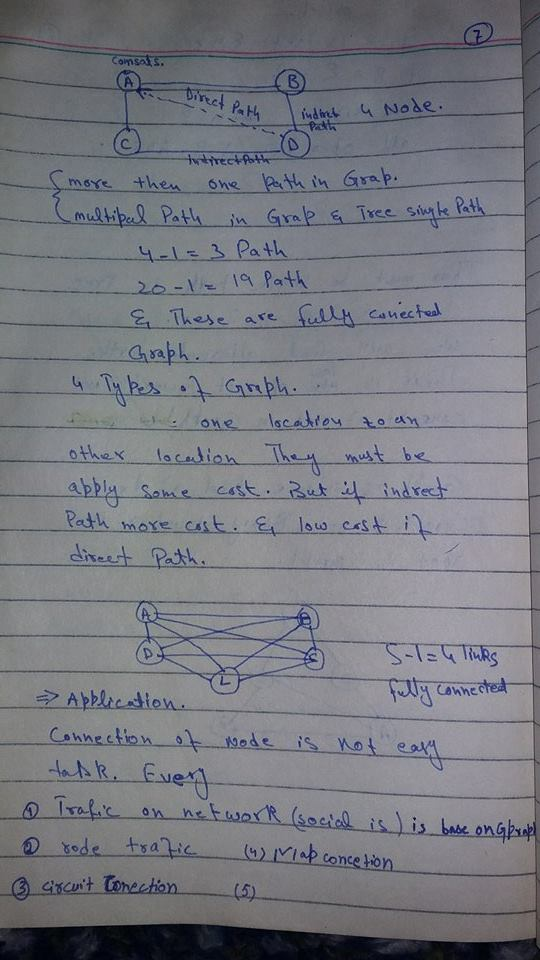 7
Comsats.
A B
Direct Path
indirect Path
4 Node.
C D
Indirect Path
more then one Path in Grap.
multipal Path in Grap & Tree single Path
4-1= 3 Path
20-1= 19 Path
& These are fully conected
Graph.
4 Types of Graph.
one location to an
other location They must be
apply some cost. But if indrect
Path more cost. & low cost if
direct Path.
A B
D C
L
5-1=4 links
fully connected
⇒ Application.
Connection of Node is not easy
task. Every
① Trafic on network (social is) is base on Graph
② rode trafic (4) Map conection
③ circuit Conection (5)